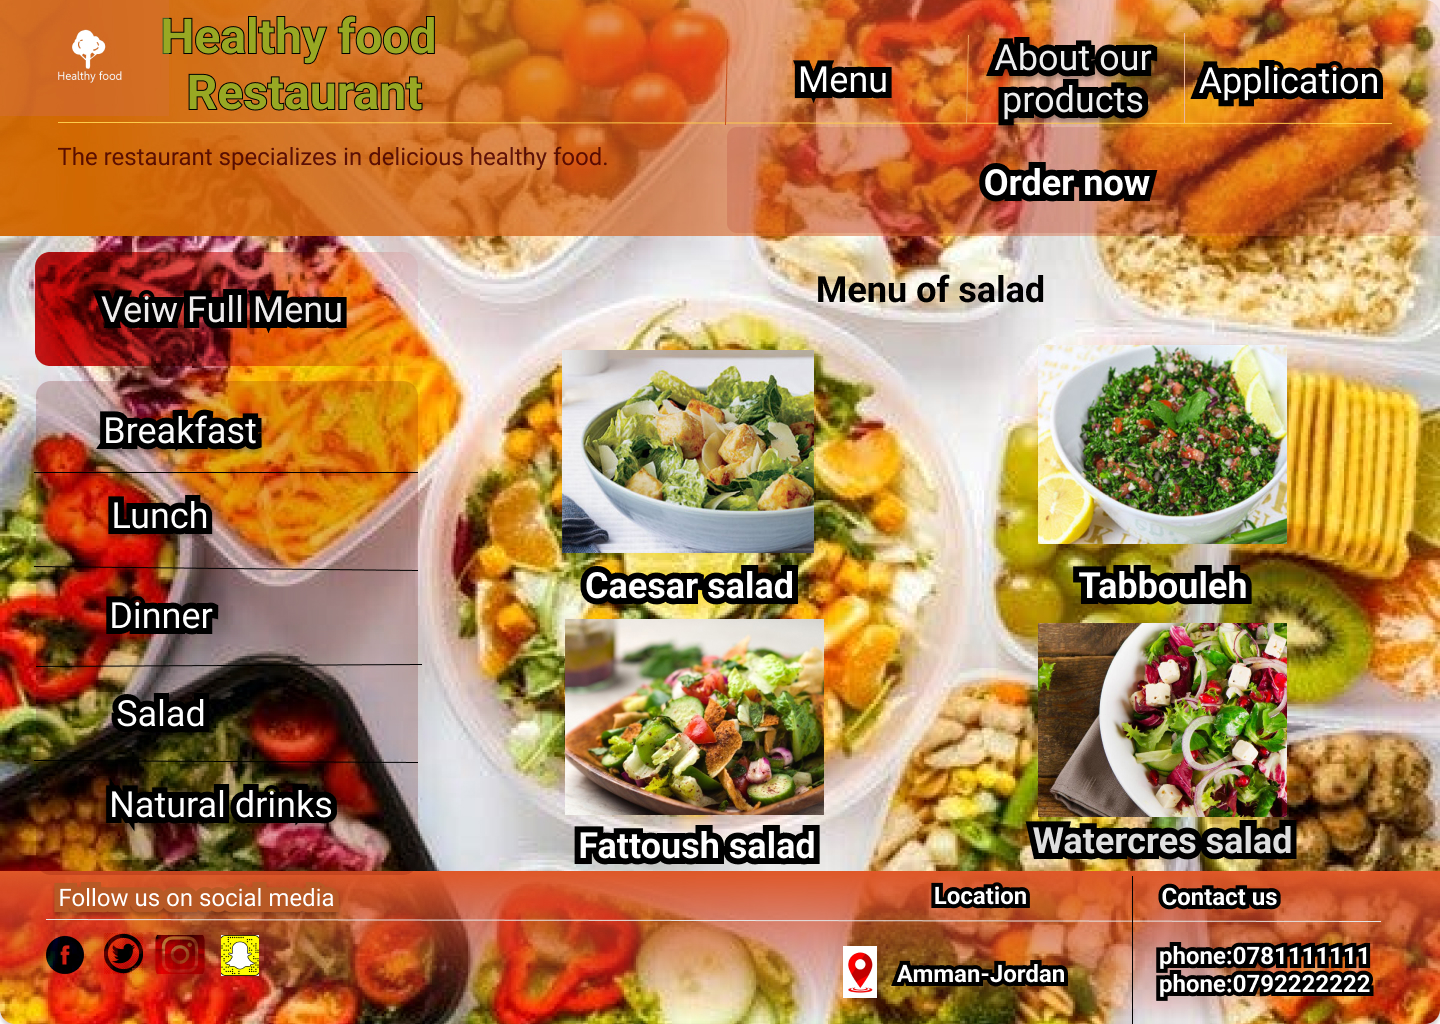 Healthy food
Healthy food
Restaurant
Menu
About our
products
Application
The restaurant specializes in delicious healthy food.
Order now
Veiw Full Menu
Menu of salad
Breakfast
Lunch
Dinner
Salad
Natural drinks
Caesar salad
Tabbouleh
Fattoush salad
Watercres salad
Follow us on social media
Location
Contact us
Amman-Jordan
phone:0781111111
phone:0792222222